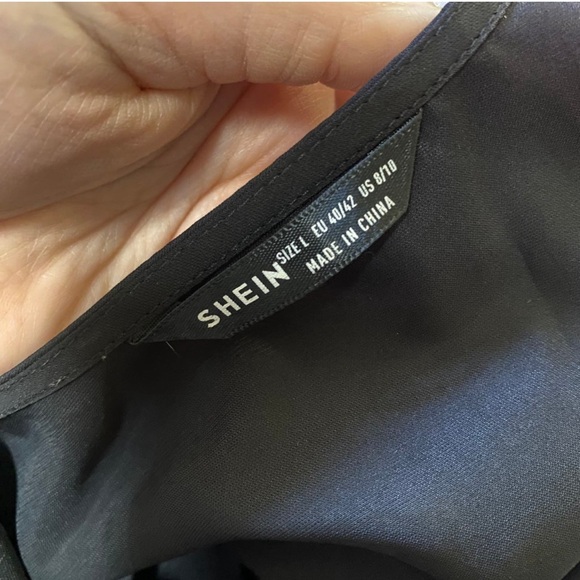 SHEIN
SIZE L EU 40/42 US 8/10
MADE IN CHINA